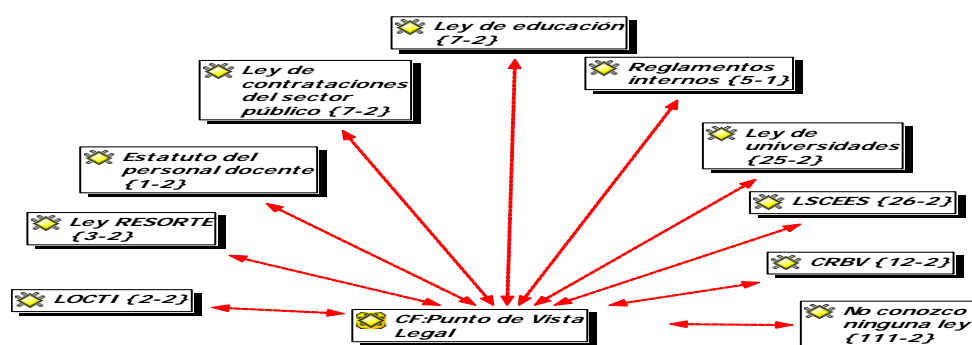 Ley de educación
{7-2}
Ley de
contrataciones
del sector
público {7-2}
Reglamentos
internos {5-1}
Estatuto del
personal docente
{1-2}
Ley de
universidades
{25-2}
Ley RESORTE
{3-2}
LSCEES {26-2}
LOCTI {2-2}
CRBV {12-2}
CF:Punto de Vista
Legal
No conozco
ninguna ley
{111-2}